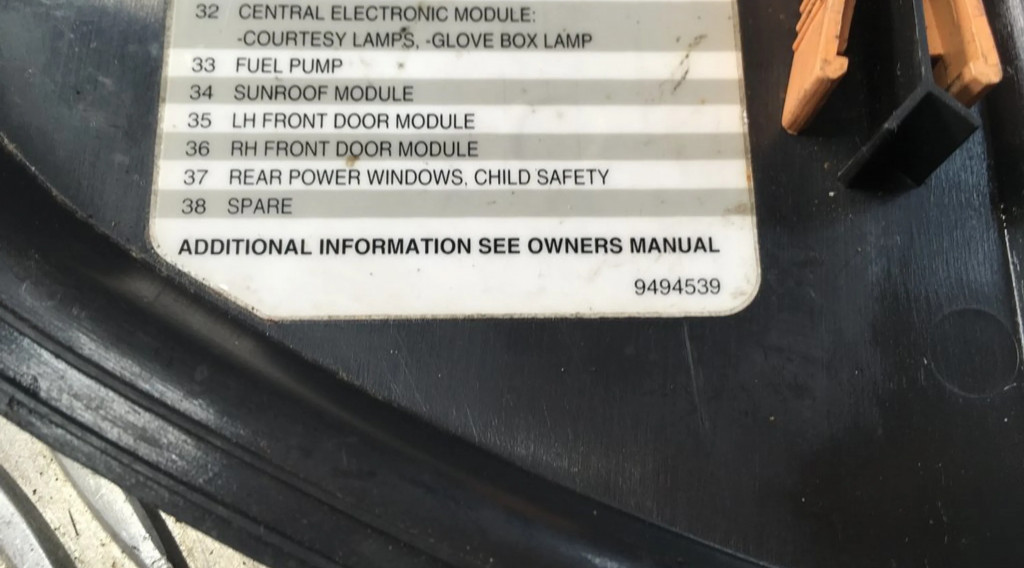 32 CENTRAL ELECTRONIC MODULE:
-COURTESY LAMPS, -GLOVE BOX LAMP
33 FUEL PUMP
34 SUNROOF MODULE
35 LH FRONT DOOR MODULE
36 RH FRONT DOOR MODULE
37 REAR POWER WINDOWS, CHILD SAFETY
38 SPARE
ADDITIONAL INFORMATION SEE OWNERS MANUAL
9494539